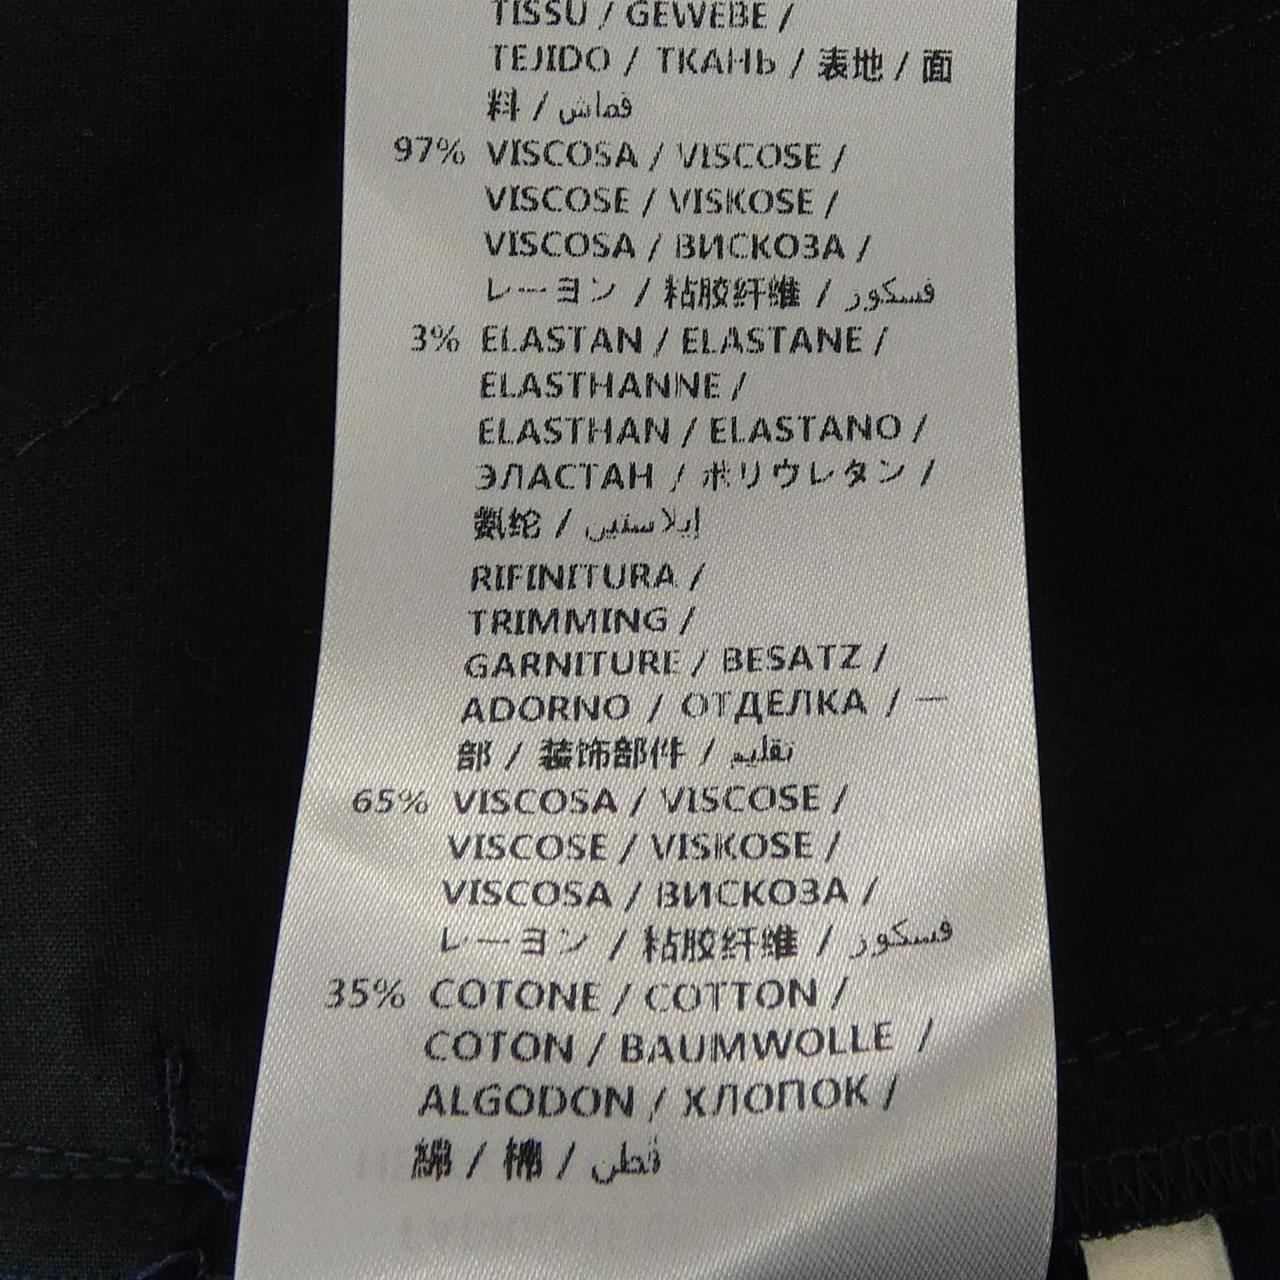 TISSU / GEWEBE /
TEJIDO / ТКАНЬ / 表地 / 面
料 / قماش
97% VISCOSA / VISCOSE /
VISCOSE / VISKOSE /
VISCOSA / ВИСКОЗА /
レーヨン / 粘胶纤维 / فسكوز
3% ELASTAN / ELASTANE /
ELASTHANNE /
ELASTHAN / ELASTANO /
ЭЛАСТАН / ポリウレタン /
氨纶 / إيلاستين
RIFINITURA /
TRIMMING /
GARNITURE / BESATZ /
ADORNO / ОТДЕЛКА / 一
部 / 装饰部件 / تقليم
65% VISCOSA / VISCOSE /
VISCOSE / VISKOSE /
VISCOSA / ВИСКОЗА /
レーヨン / 粘胶纤维 / فسكوز
35% COTONE / COTTON /
COTON / BAUMWOLLE /
ALGODON / ХЛОПОК /
綿 / 棉 / قطن